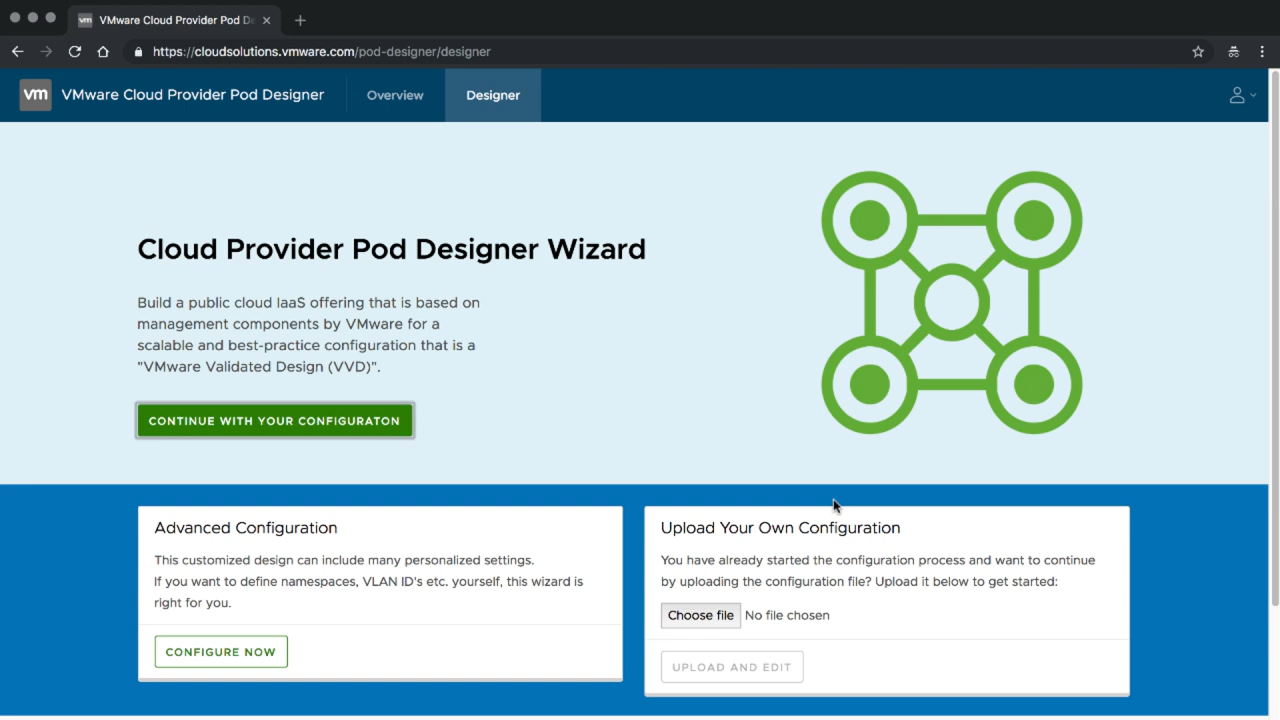 VMware Cloud Provider Pod De
https://cloudsolutions.vmware.com/pod-designer/designer
vm VMware Cloud Provider Pod Designer Overview Designer
Cloud Provider Pod Designer Wizard
Build a public cloud IaaS offering that is based on
management components by VMware for a
scalable and best-practice configuration that is a
"VMware Validated Design (VVD)".
CONTINUE WITH YOUR CONFIGURATON
Advanced Configuration
This customized design can include many personalized settings.
If you want to define namespaces, VLAN ID's etc. yourself, this wizard is
right for you.
CONFIGURE NOW
Upload Your Own Configuration
You have already started the configuration process and want to continue
by uploading the configuration file? Upload it below to get started:
Choose file No file chosen
UPLOAD AND EDIT